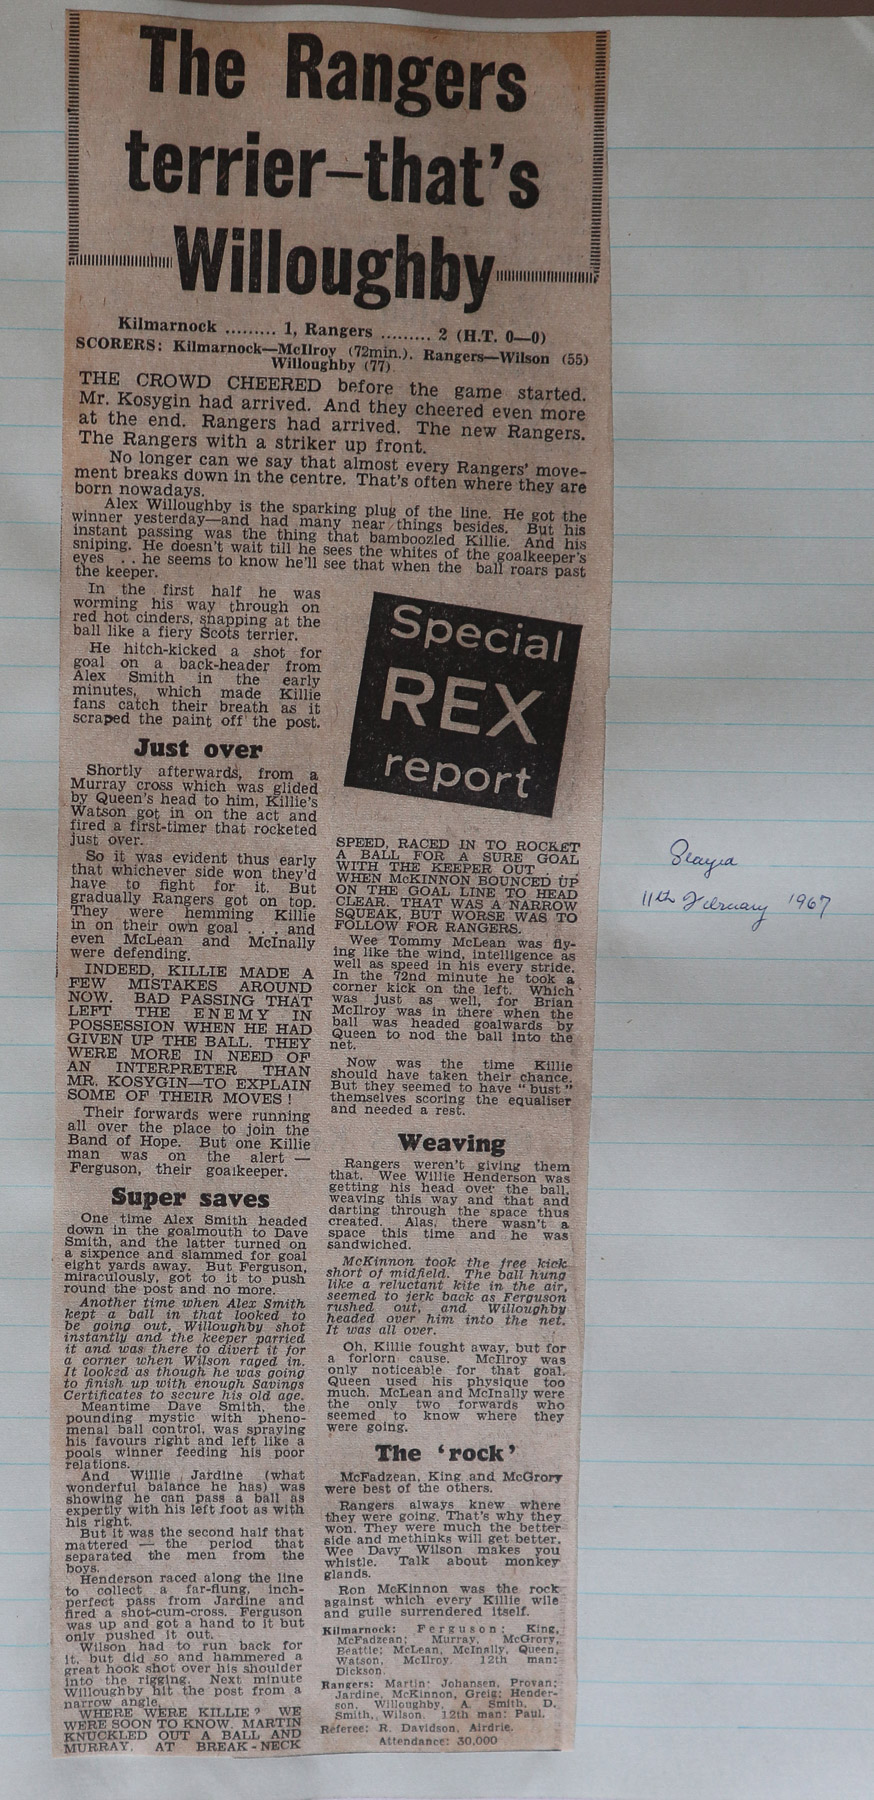 The Rangers
terrier—that's
Willoughby
Kilmarnock ......... 1, Rangers ......... 2 (H.T. 0—0)
SCORERS: Kilmarnock—McIlroy (72min.). Rangers—Wilson (55)
Willoughby (77)
THE CROWD CHEERED before the game started.
Mr. Kosygin had arrived. And they cheered even more
at the end. Rangers had arrived. The new Rangers.
The Rangers with a striker up front.
No longer can we say that almost every Rangers' move-
ment breaks down in the centre. That's often where they are
born nowadays.
Alex Willoughby is the sparking plug of the line. He got the
winner yesterday—and had many near things besides. But his
instant passing was the thing that bamboozled Killie. And his
sniping. He doesn't wait till he sees the whites of the goalkeeper's
eyes . . he seems to know he'll see that when the ball roars past
the keeper.
In the first half he was
worming his way through on
red hot cinders, snapping at the
ball like a fiery Scots terrier.
He hitch-kicked a shot for
goal on a back-header from
Alex Smith in the early
minutes, which made Killie
fans catch their breath as it
scraped the paint off the post.
Just over
Shortly afterwards, from a
Murray cross which was glided
by Queen's head to him, Killie's
Watson got in on the act and
fired a first-timer that rocketed
just over.
So it was evident thus early
that whichever side won they'd
have to fight for it. But
gradually Rangers got on top.
They were hemming Killie
in on their own goal . . . and
even McLean and McInally
were defending.
INDEED, KILLIE MADE A
FEW MISTAKES AROUND
NOW. BAD PASSING THAT
LEFT THE ENEMY IN
POSSESSION WHEN HE HAD
GIVEN UP THE BALL. THEY
WERE MORE IN NEED OF
AN INTERPRETER THAN
MR. KOSYGIN—TO EXPLAIN
SOME OF THEIR MOVES !
Their forwards were running
all over the place to join the
Band of Hope. But one Killie
man was on the alert —
Ferguson, their goalkeeper.
Super saves
One time Alex Smith headed
down in the goalmouth to Dave
Smith, and the latter turned on
a sixpence and slammed for goal
eight yards away. But Ferguson,
miraculously, got to it to push
round the post and no more.
Another time when Alex Smith
kept a ball in that looked to
be going out, Willoughby shot
instantly and the keeper parried
it and was there to divert it for
a corner when Wilson raged in.
It looked as though he was going
to finish up with enough Savings
Certificates to secure his old age.
Meantime Dave Smith, the
pounding mystic with pheno-
menal ball control, was spraying
his favours right and left like a
pools winner feeding his poor
relations.
And Willie Jardine (what
wonderful balance he has) was
showing he can pass a ball as
expertly with his left foot as with
his right.
But it was the second half that
mattered — the period that
separated the men from the
boys.
Henderson raced along the line
to collect a far-flung, inch-
perfect pass from Jardine and
fired a shot-cum-cross. Ferguson
was up and got a hand to it but
only pushed it out.
Wilson had to run back for
it, but did so and hammered a
great hook shot over his shoulder
into the rigging. Next minute
Willoughby hit the post from a
narrow angle.
WHERE WERE KILLIE ? WE
WERE SOON TO KNOW. MARTIN
KNUCKLED OUT A BALL AND
MURRAY, AT BREAK-NECK
Special
REX
report
SPEED, RACED IN TO ROCKET
A BALL FOR A SURE GOAL
WITH THE KEEPER OUT . . .
WHEN McKINNON BOUNCED UP
ON THE GOAL LINE TO HEAD
CLEAR. THAT WAS A NARROW
SQUEAK, BUT WORSE WAS TO
FOLLOW FOR RANGERS.
Wee Tommy McLean was fly-
ing like the wind, intelligence as
well as speed in his every stride.
In the 72nd minute he took a
corner kick on the left. Which
was just as well, for Brian
McIlroy was in there when the
ball was headed goalwards by
Queen to nod the ball into the
net.
Now was the time Killie
should have taken their chance.
But they seemed to have "bust"
themselves scoring the equaliser
and needed a rest.
Weaving
Rangers weren't giving them
that. Wee Willie Henderson was
getting his head over the ball,
weaving this way and that and
darting through the space thus
created. Alas, there wasn't a
space this time and he was
sandwiched.
McKinnon took the free kick
short of midfield. The ball hung
like a reluctant kite in the air,
seemed to jerk back as Ferguson
rushed out, and Willoughby
headed over him into the net.
It was all over.
Oh, Killie fought away, but for
a forlorn cause. McIlroy was
only noticeable for that goal.
Queen used his physique too
much. McLean and McInally were
the only two forwards who
seemed to know where they
were going.
The 'rock'
McFadzean, King and McGrory
were best of the others.
Rangers always knew where
they were going. That's why they
won. They were much the better
side and methinks will get better.
Wee Davy Wilson makes you
whistle. Talk about monkey
glands.
Ron McKinnon was the rock
against which every Killie wile
and guile surrendered itself.
Kilmarnock: Ferguson; King,
McFadzean; Murray, McGrory,
Beattie; McLean, McInally, Queen,
Watson, McIlroy. 12th man:
Dickson.
Rangers: Martin; Johansen, Provan;
Jardine, McKinnon, Greig; Hender-
son, Willoughby, A. Smith, D.
Smith, Wilson. 12th man: Paul.
Referee: R. Davidson, Airdrie.
Attendance: 30,000
11th February 1967